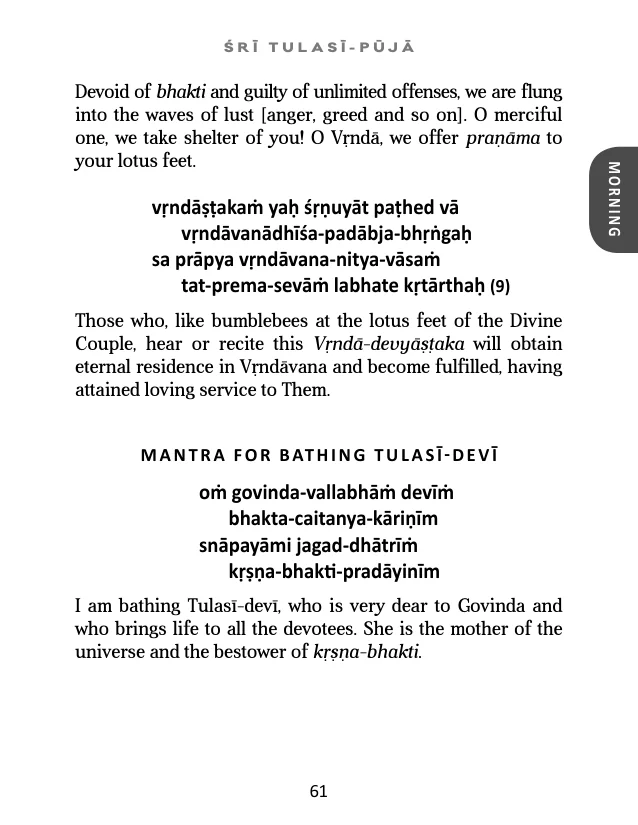 ŚRĪ TULASĪ-PŪJĀ
Devoid of bhakti and guilty of unlimited offenses, we are flung
into the waves of lust [anger, greed and so on]. O merciful
one, we take shelter of you! O Vṛndā, we offer praṇāma to
your lotus feet.
MORNING
vṛndāṣṭakaṁ yaḥ śṛṇuyāt paṭhed vā
vṛndāvanādhīśa-padābja-bhṛṅgaḥ
sa prāpya vṛndāvana-nitya-vāsaṁ
tat-prema-sevāṁ labhate kṛtārthaḥ (9)
Those who, like bumblebees at the lotus feet of the Divine
Couple, hear or recite this Vṛndā-devyāṣṭaka will obtain
eternal residence in Vṛndāvana and become fulfilled, having
attained loving service to Them.
MANTRA FOR BATHING TULASĪ-DEVĪ
oṁ govinda-vallabhāṁ devīṁ
bhakta-caitanya-kāriṇīm
snāpayāmi jagad-dhātrīṁ
kṛṣṇa-bhakti-pradāyinīm
I am bathing Tulasī-devī, who is very dear to Govinda and
who brings life to all the devotees. She is the mother of the
universe and the bestower of kṛṣṇa-bhakti.
61